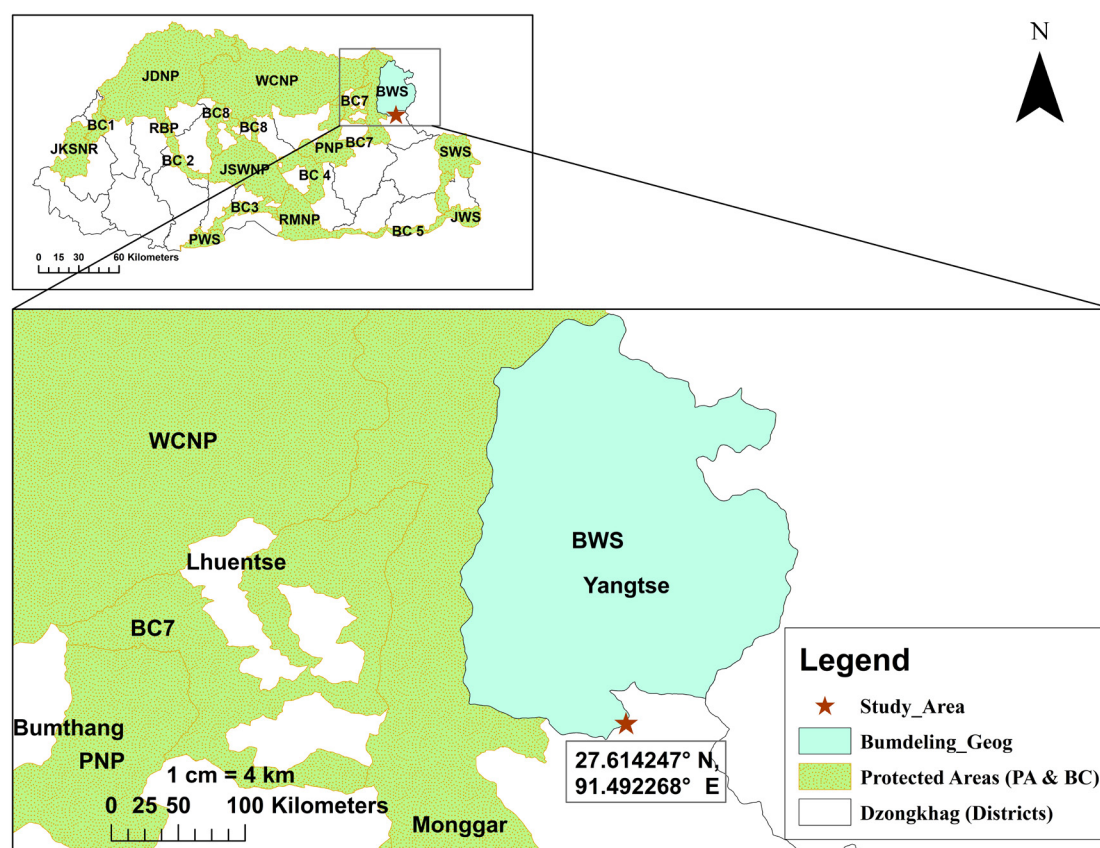 N
JDNP
WCNP
BWS
BC7
BC8
BC1
RBP
BC8
JKSNR
BC7
PNP
SWS
BC 2
JSWNP
BC 4
BC3
RMNP
JWS
BC 5
PWS
0 15 30 60 Kilometers
WCNP
BWS
Lhuentse
Yangtse
BC7
Legend
Study_Area
Bumdeling_Geog
Protected Areas (PA & BC)
Dzongkhag (Districts)
Bumthang
PNP
27.614247° N,
91.492268° E
1 cm = 4 km
0 25 50 100 Kilometers
Monggar